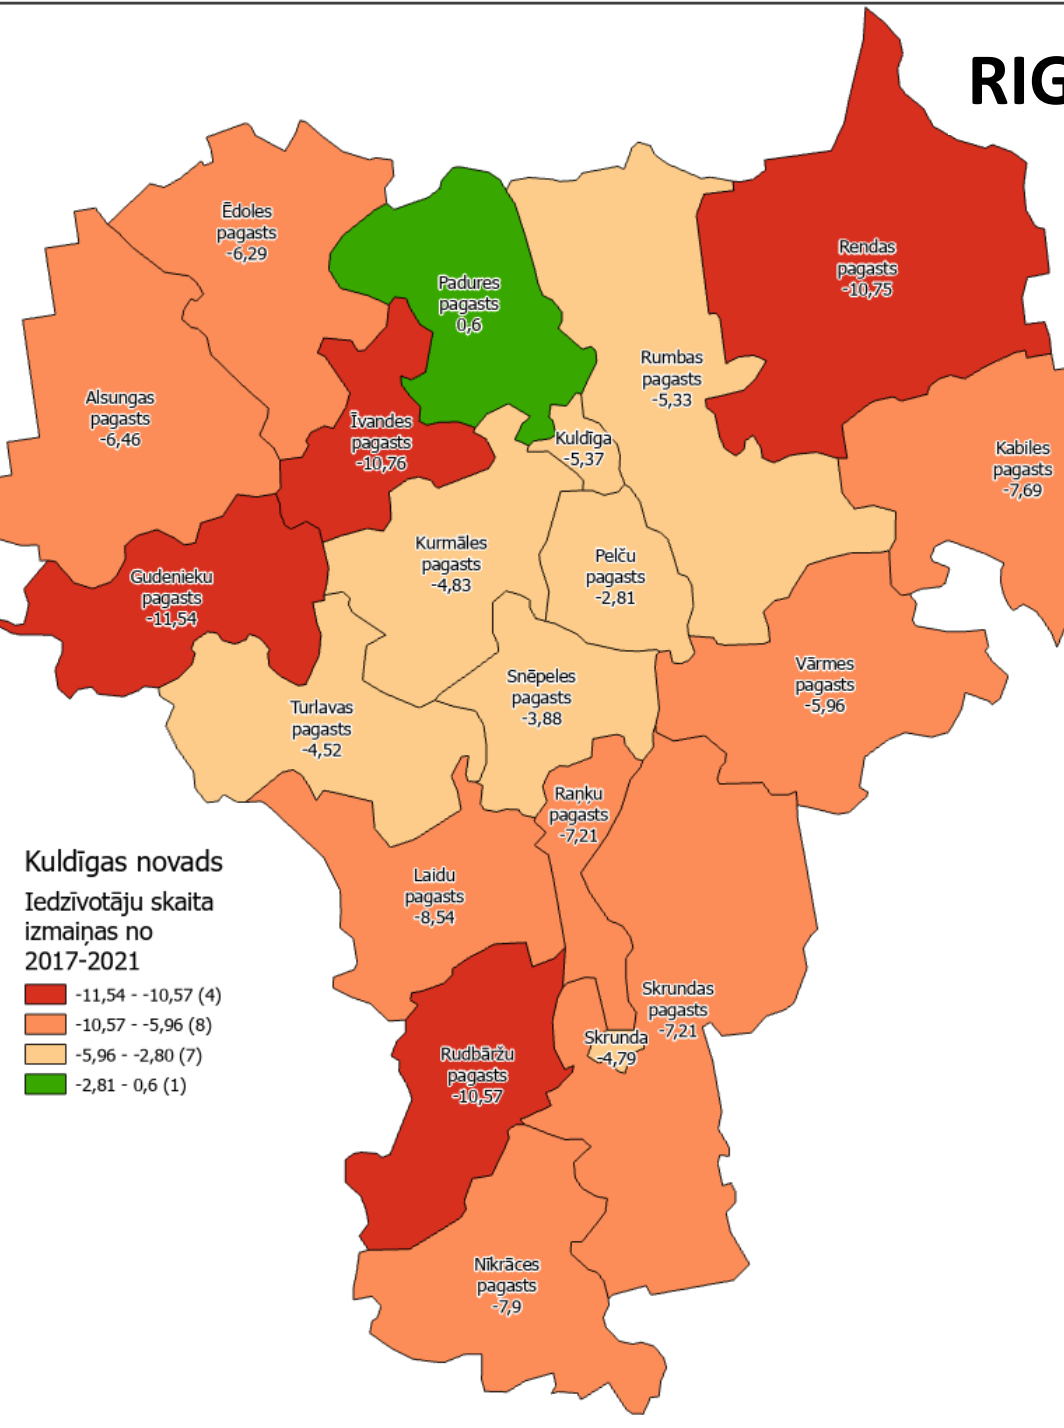 RIG
Ēdoles
pagasts
-6,29
Padures
pagasts
0,6
Rendas
pagasts
-10,75
Rumbas
pagasts
-5,33
Alsungas
pagasts
-6,46
Īvandes
pagasts
-10,76
Kuldīga
-5,37
Kabiles
pagasts
-7,69
Kurmāles
pagasts
-4,83
Pelču
pagasts
-2,81
Gudenieku
pagasts
-11,54
Vārmes
pagasts
-5,96
Snēpeles
pagasts
-3,88
Turlavas
pagasts
-4,52
Raņķu
pagasts
-7,21
Laidu
pagasts
-8,54
Skrundas
pagasts
-7,21
Skrunda
-4,79
Rudbāržu
pagasts
-10,57
Nīkrāces
pagasts
-7,9
Kuldīgas novads
Iedzīvotāju skaita
izmaiņas no
2017-2021
-11,54 - -10,57 (4)
-10,57 - -5,96 (8)
-5,96 - -2,80 (7)
-2,81 - 0,6 (1)